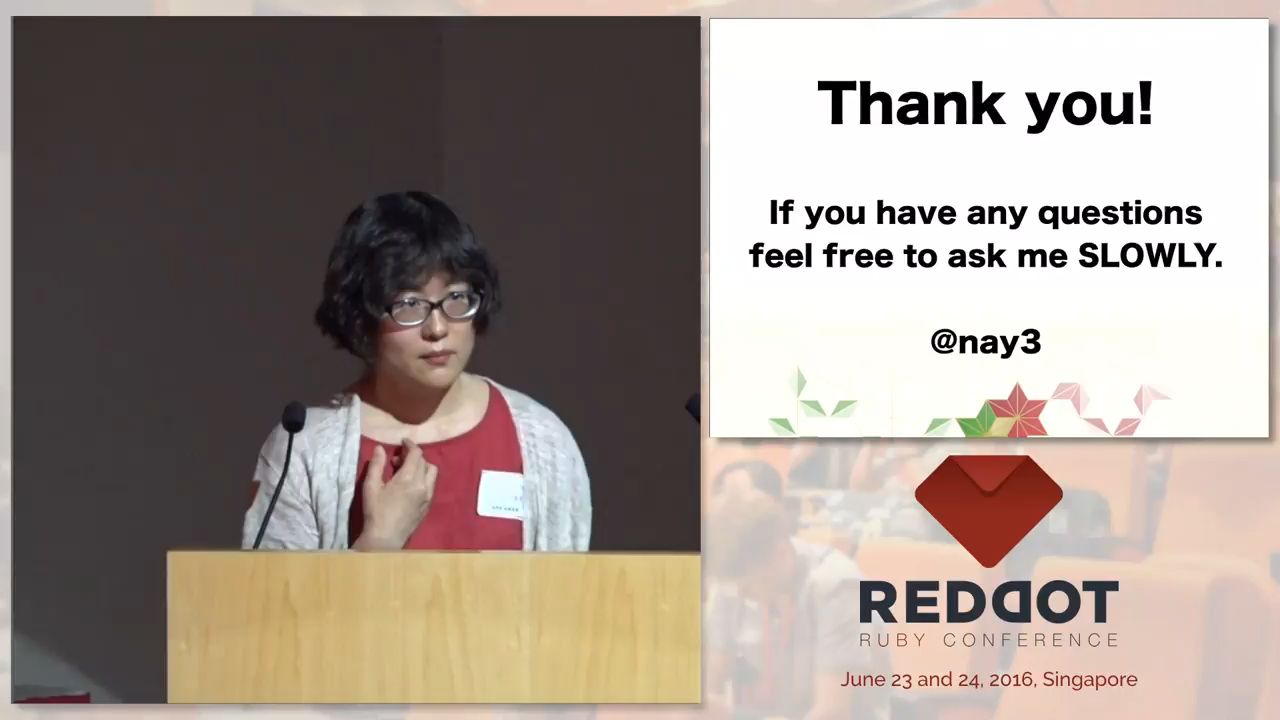 Thank you!
If you have any questions
feel free to ask me SLOWLY.
@nay3
REDDOT
RUBY CONFERENCE
June 23 and 24, 2016, Singapore